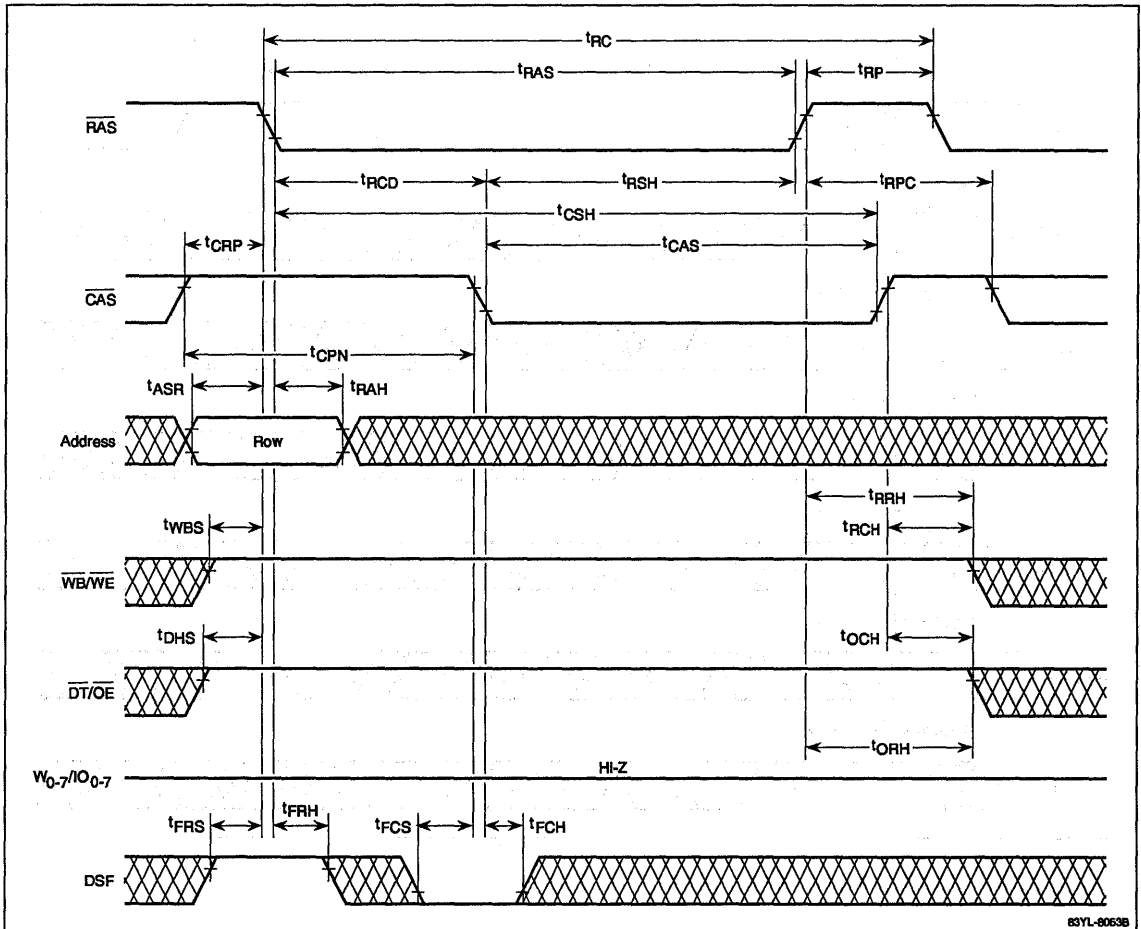 tRC
tRAS
tRP
RAS
tRCD
tRSH
tRPC
tCSH
tCRP
tCAS
CAS
tCPN
tASR
tRAH
Address
Row
tRRH
tWBS
tRCH
WB/WE
tDHS
tOCH
DT/OE
tORH
Hi-Z
W0-7/IO0-7
tFRS
tFRH
tFCS
tFCH
DSF
83YL-8053B